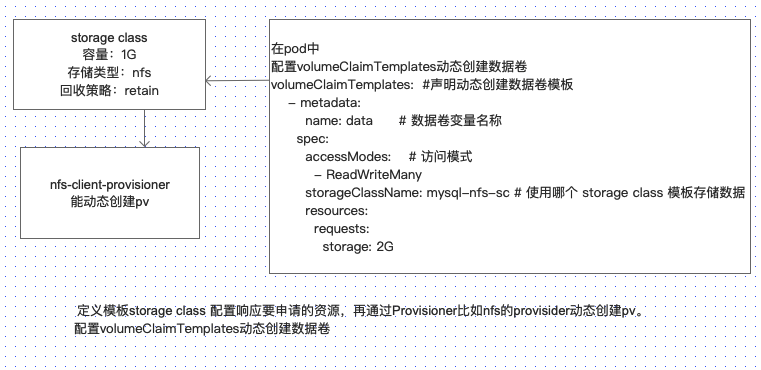 storage class
容量：1G
存储类型：nfs
回收策略：retain
nfs-client-provisioner
能动态创建pv
在pod中
配置volumeClaimTemplates动态创建数据卷
volumeClaimTemplates:  #声明动态创建数据卷模板
– metadata:
name: data      # 数据卷变量名称
spec:
accessModes:     # 访问模式
– ReadWriteMany
storageClassName: mysql-nfs-sc # 使用哪个 storage class 模板存储数据
resources:
requests:
storage: 2G
定义模板storage class 配置响应要申请的资源，再通过Provisioner比如nfs的provisider动态创建pv。
配置volumeClaimTemplates动态创建数据卷